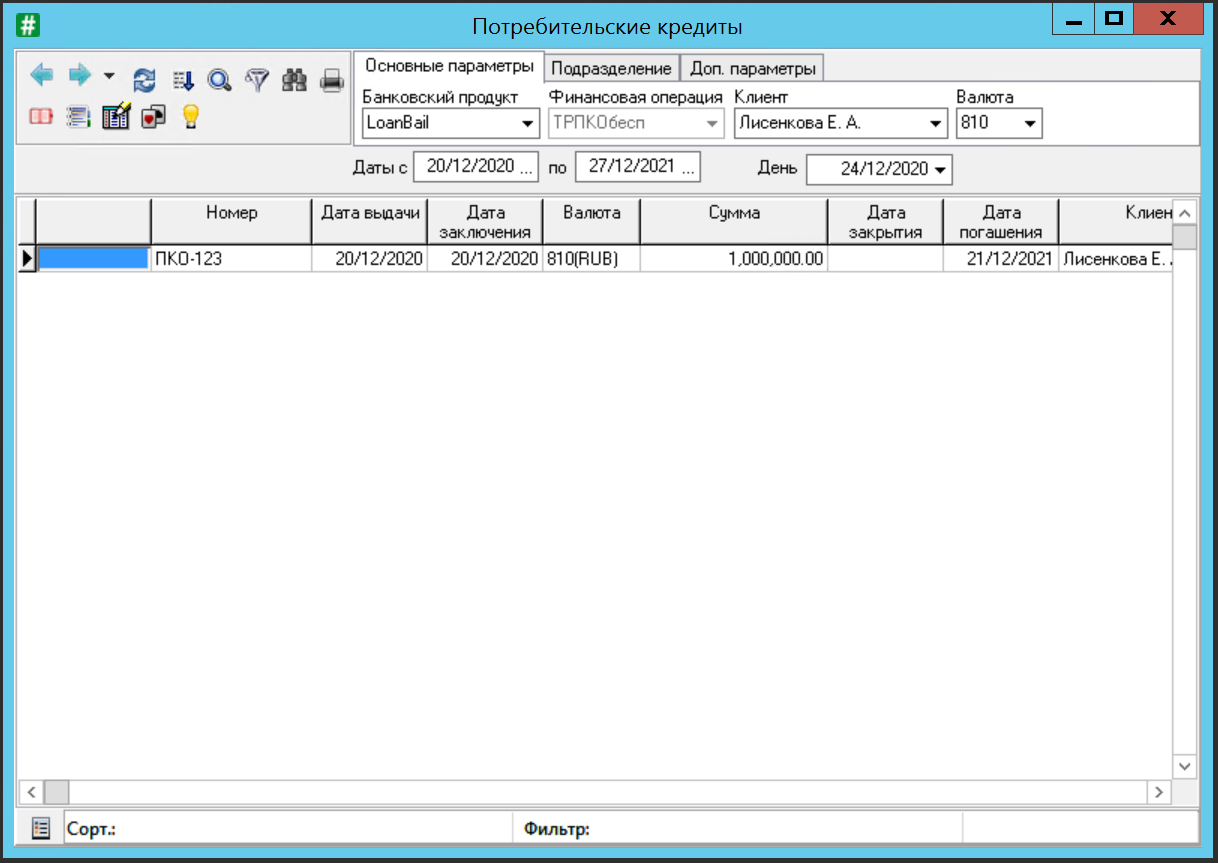 #
Потребительские кредиты
Основные параметры
Подразделение
Доп. параметры
Банковский продукт
Финансовая операция
Клиент
Валюта
LoanBail
ТРПКОбесп
Лисенкова Е. А.
810
Даты с 20/12/2020 ... по 27/12/2021 ... День 24/12/2020
Номер
Дата выдачи
Дата
заключения
Валюта
Сумма
Дата
закрытия
Дата
погашения
Клиен
ПКО-123 20/12/2020 20/12/2020 810(RUB) 1,000,000.00 21/12/2021 Лисенкова Е. .
Сорт.: Фильтр: